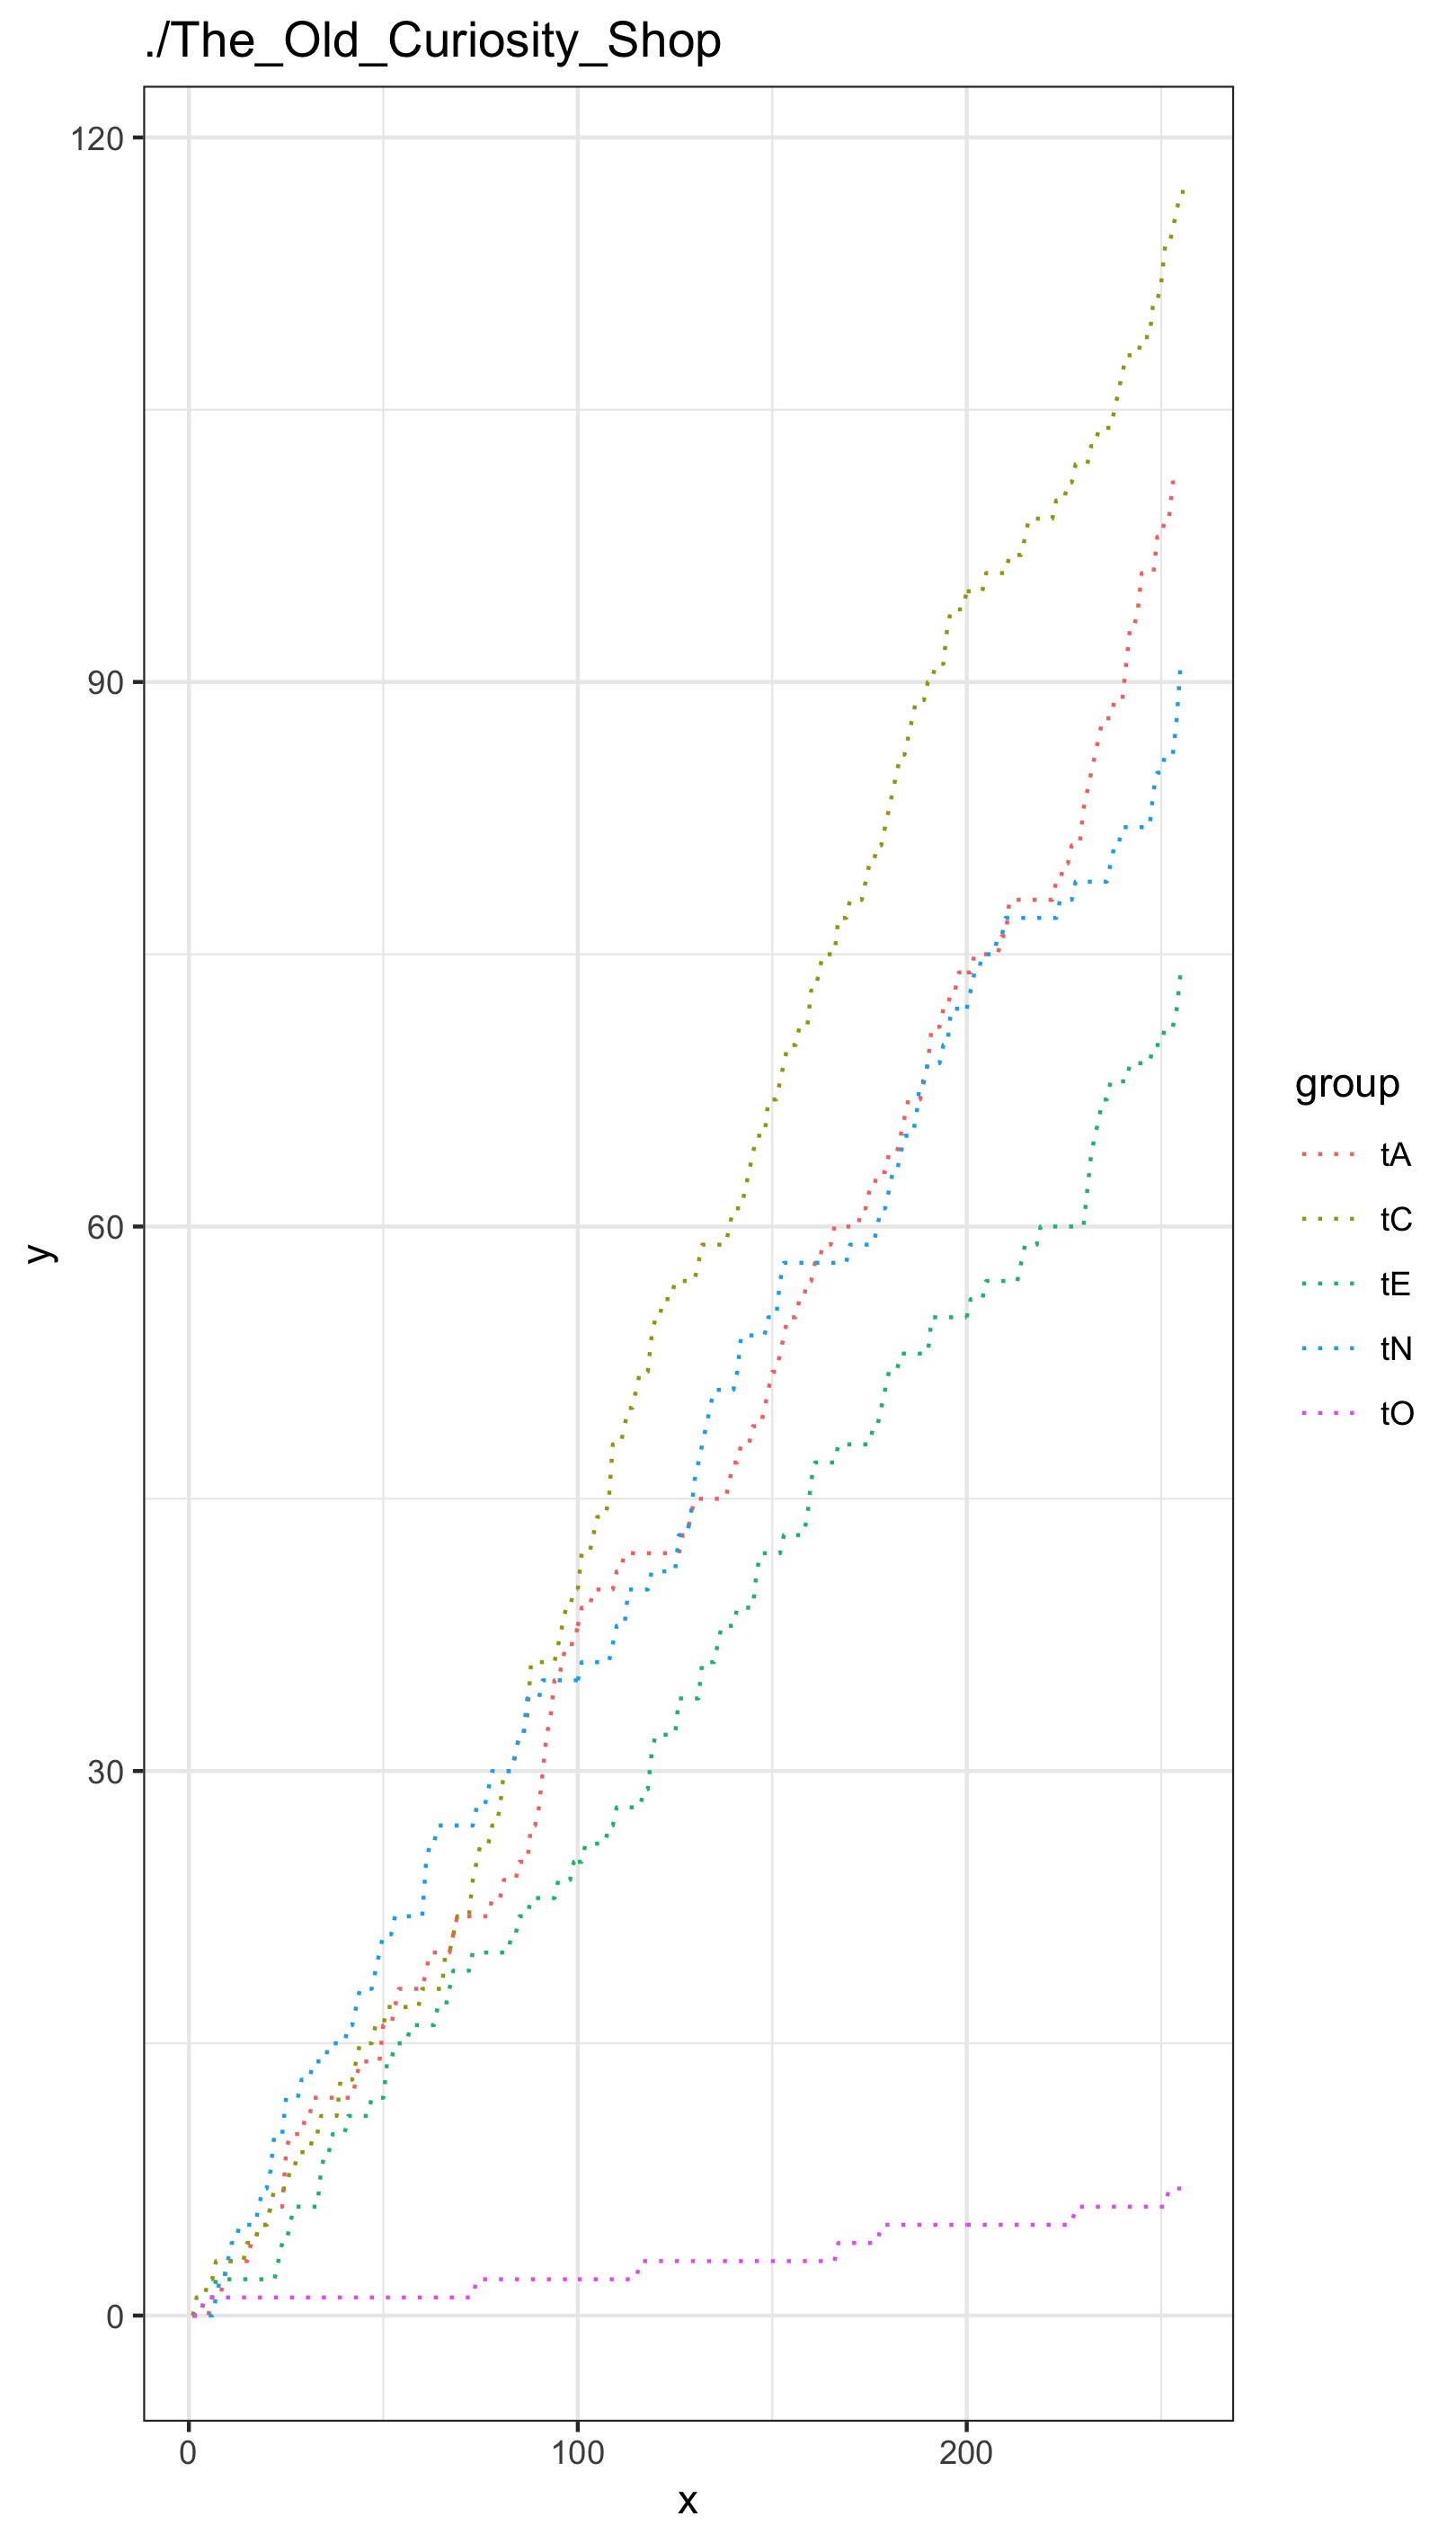 ./The_Old_Curiosity_Shop
120
90
60
30
0
y
0 100 200
x
group
tA
tC
tE
tN
tO